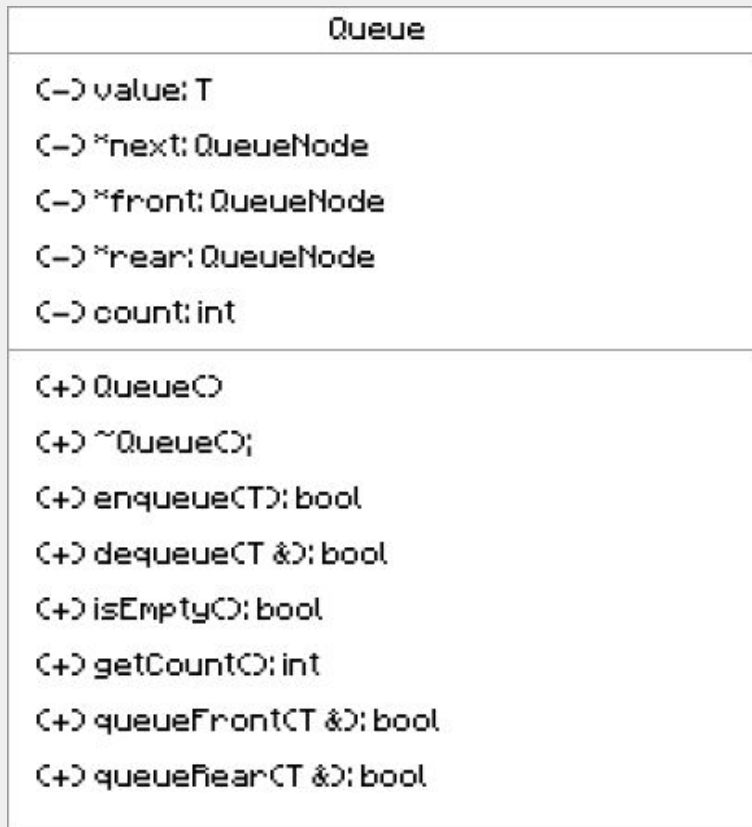 Queue
(-) value: T
(-) *next: QueueNode
(-) *front: QueueNode
(-) *rear: QueueNode
(-) count: int
(+) Queue()
(+) ~Queue();
(+) enqueue(T): bool
(+) dequeue(T &): bool
(+) isEmpty(): bool
(+) getCount(): int
(+) queueFront(T &): bool
(+) queueRear(T &): bool